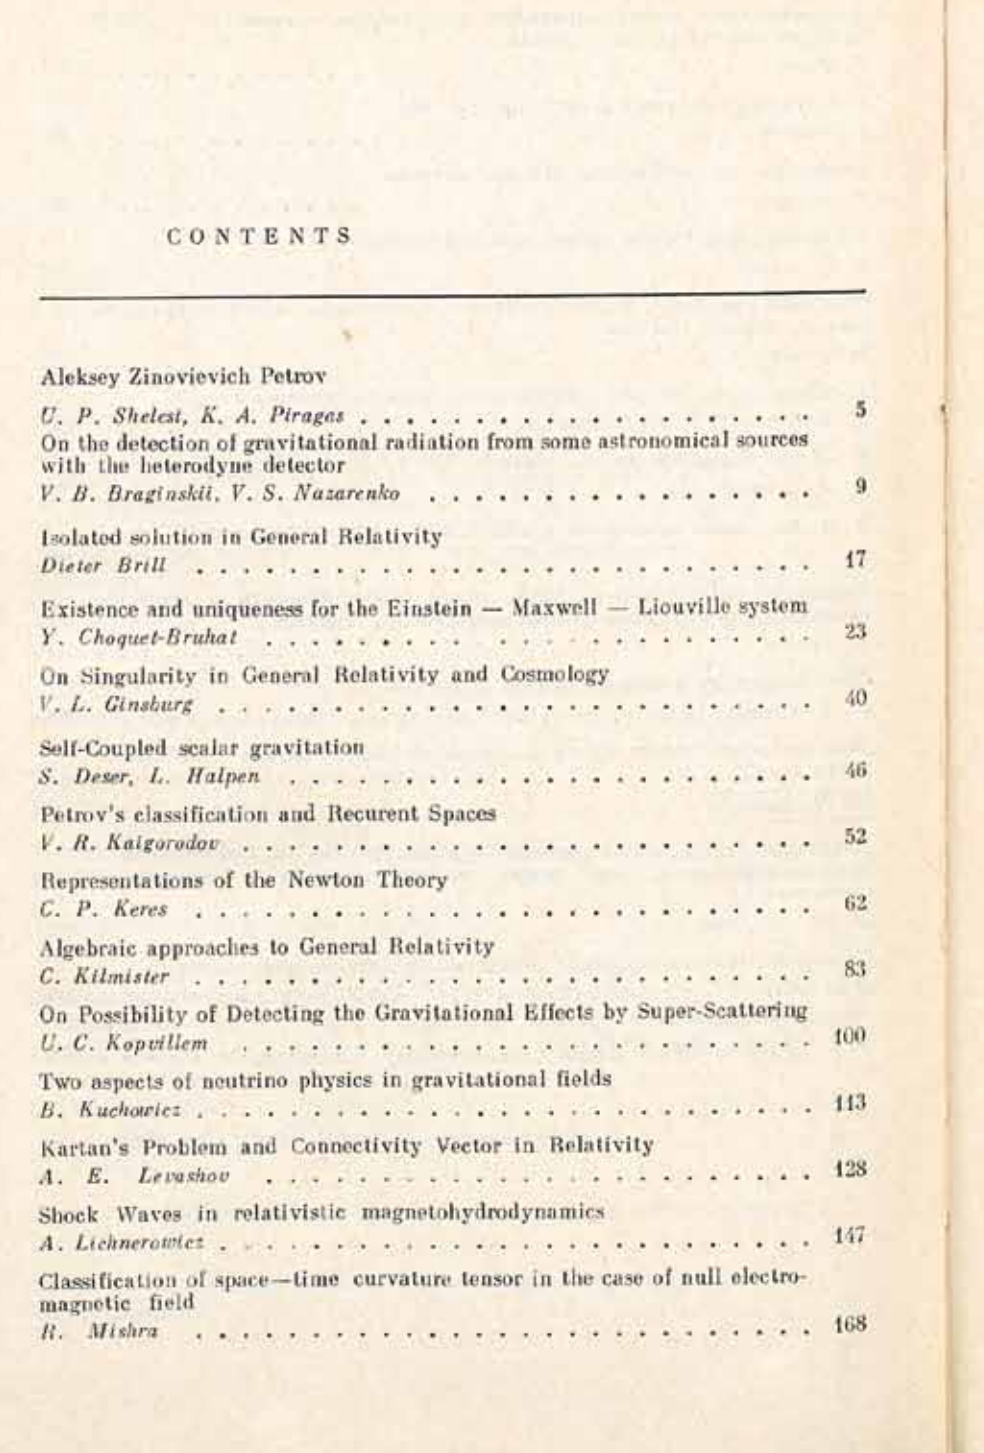 CONTENTS
Aleksey Zinovievich Petrov
U. P. Shelest, K. A. Piragas . . . . . . . . . . . . . . . . . . . . 5
On the detection of gravitational radiation from some astronomical sources
with the heterodyne detector
V. B. Braginskii, V. S. Nazarenko . . . . . . . . . . . . . . . . . 9
Isolated solution in General Relativity
Dieter Brill . . . . . . . . . . . . . . . . . . . . . . . . . . . 17
Existence and uniqueness for the Einstein — Maxwell — Liouville system
Y. Choquet-Bruhat . . . . . . . . . . . . . . . . . . . . . . . . 23
On Singularity in General Relativity and Cosmology
V. L. Ginsburg . . . . . . . . . . . . . . . . . . . . . . . . . . 40
Self-Coupled scalar gravitation
S. Deser, L. Halpen . . . . . . . . . . . . . . . . . . . . . . . 46
Petrov's classification and Recurent Spaces
V. R. Kaigorodov . . . . . . . . . . . . . . . . . . . . . . . . . 52
Representations of the Newton Theory
C. P. Keres . . . . . . . . . . . . . . . . . . . . . . . . . . . 62
Algebraic approaches to General Relativity
C. Kilmister . . . . . . . . . . . . . . . . . . . . . . . . . . . 83
On Possibility of Detecting the Gravitational Effects by Super-Scattering
U. C. Kopvillem . . . . . . . . . . . . . . . . . . . . . . . . . 100
Two aspects of neutrino physics in gravitational fields
B. Kuchowicz . . . . . . . . . . . . . . . . . . . . . . . . . . . 113
Kartan's Problem and Connectivity Vector in Relativity
A. E. Levashov . . . . . . . . . . . . . . . . . . . . . . . . . . 128
Shock Waves in relativistic magnetohydrodynamics
A. Lichnerowicz . . . . . . . . . . . . . . . . . . . . . . . . . . 147
Classification of space—time curvature tensor in the case of null electro-
magnetic field
R. Mishra . . . . . . . . . . . . . . . . . . . . . . . . . . . . 168